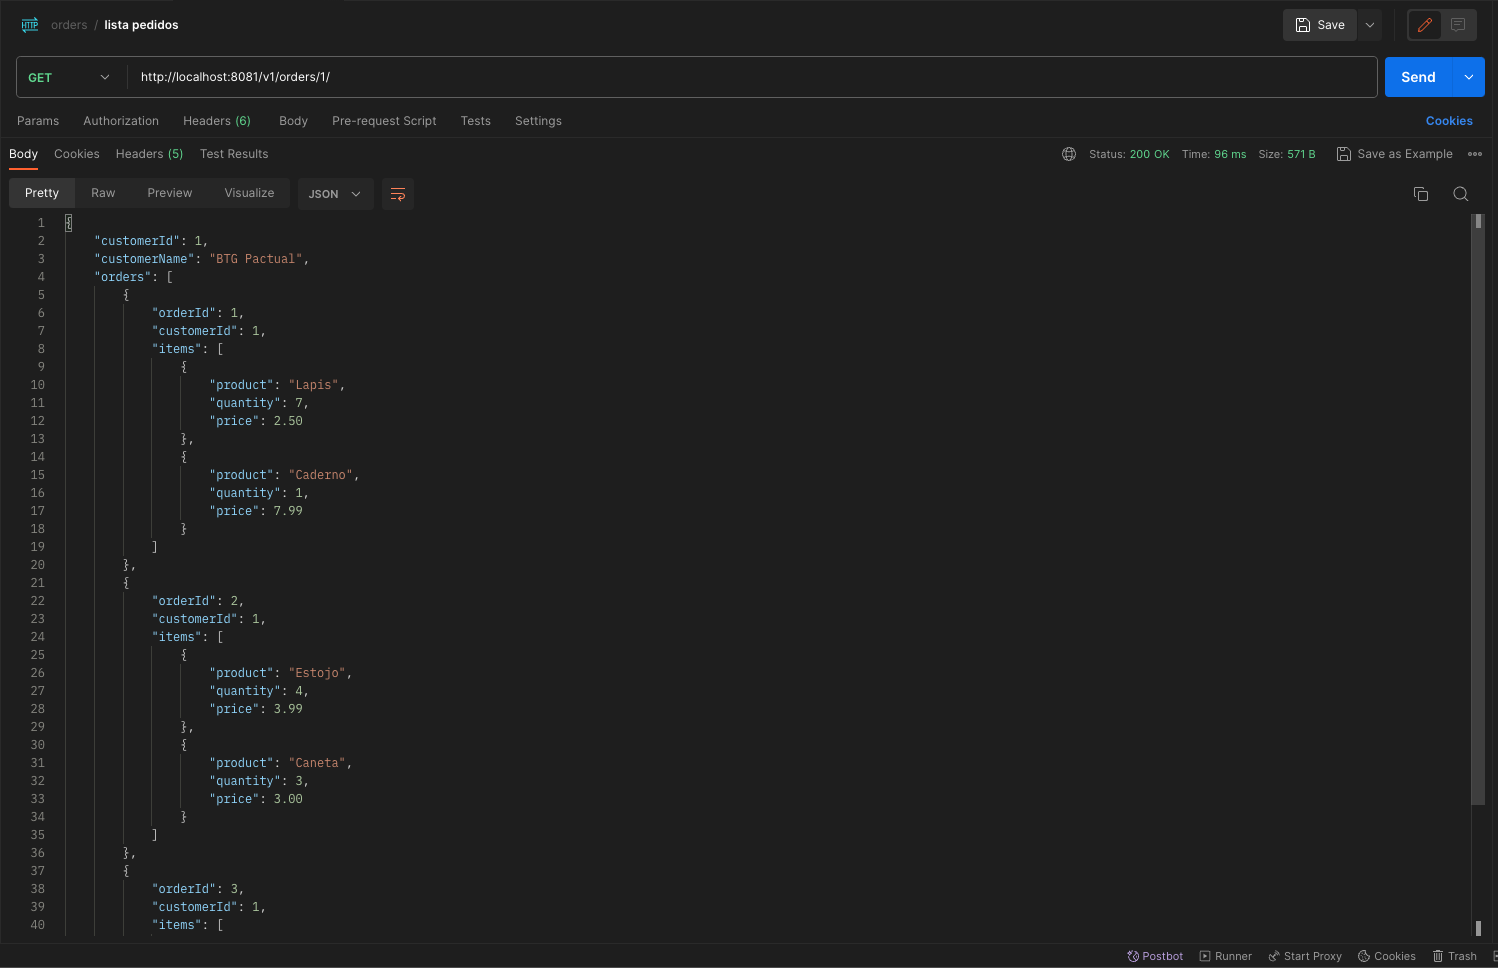 HTTP orders / lista pedidos Save
GET http://localhost:8081/v1/orders/1/ Send
Params Authorization Headers (6) Body Pre-request Script Tests Settings Cookies
Body Cookies Headers (5) Test Results Status: 200 OK Time: 96 ms Size: 571 B Save as Example
Pretty Raw Preview Visualize JSON
1 {
2 "customerId": 1,
3 "customerName": "BTG Pactual",
4 "orders": [
5 {
6 "orderId": 1,
7 "customerId": 1,
8 "items": [
9 {
10 "product": "Lapis",
11 "quantity": 7,
12 "price": 2.50
13 },
14 {
15 "product": "Caderno",
16 "quantity": 1,
17 "price": 7.99
18 }
19 ]
20 },
21 {
22 "orderId": 2,
23 "customerId": 1,
24 "items": [
25 {
26 "product": "Estojo",
27 "quantity": 4,
28 "price": 3.99
29 },
30 {
31 "product": "Caneta",
32 "quantity": 3,
33 "price": 3.00
34 }
35 ]
36 },
37 {
38 "orderId": 3,
39 "customerId": 1,
40 "items": [
Postbot Runner Start Proxy Cookies Trash